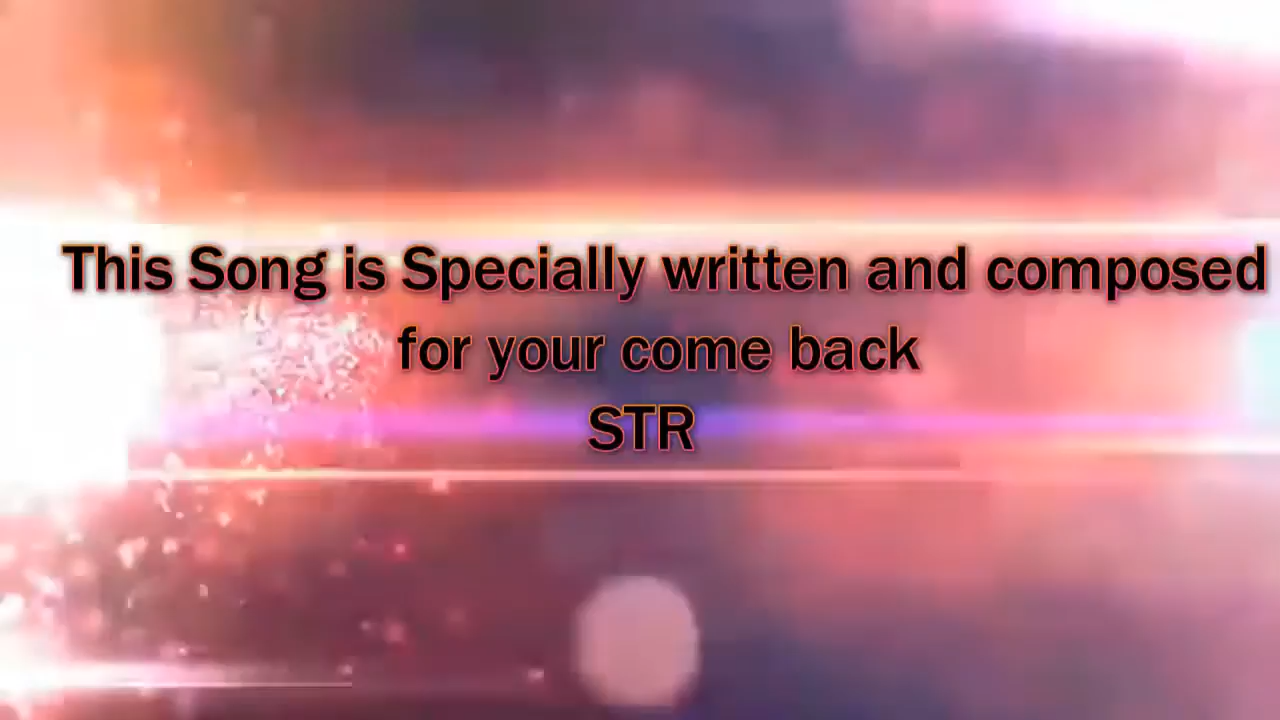 This Song is Specially written and composed
for your come back
STR